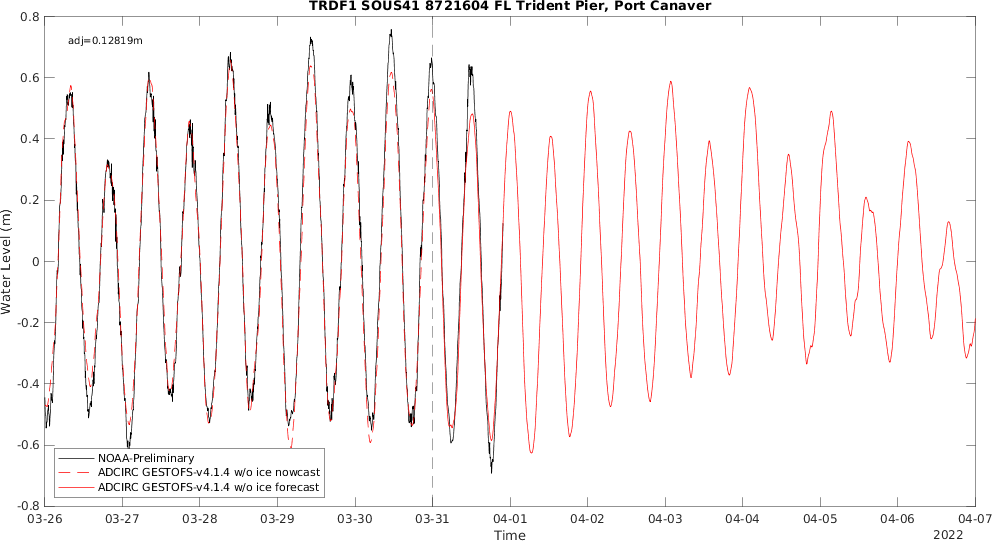 TRDF1 SOUS41 8721604 FL Trident Pier, Port Canaver
adj=0.12819m
0.8
0.6
0.4
0.2
0
-0.2
-0.4
-0.6
-0.8
Water Level (m)
NOAA-Preliminary
ADCIRC GESTOFS-v4.1.4 w/o ice nowcast
ADCIRC GESTOFS-v4.1.4 w/o ice forecast
03-26 03-27 03-28 03-29 03-30 03-31 04-01 04-02 04-03 04-04 04-05 04-06 04-07
Time
2022